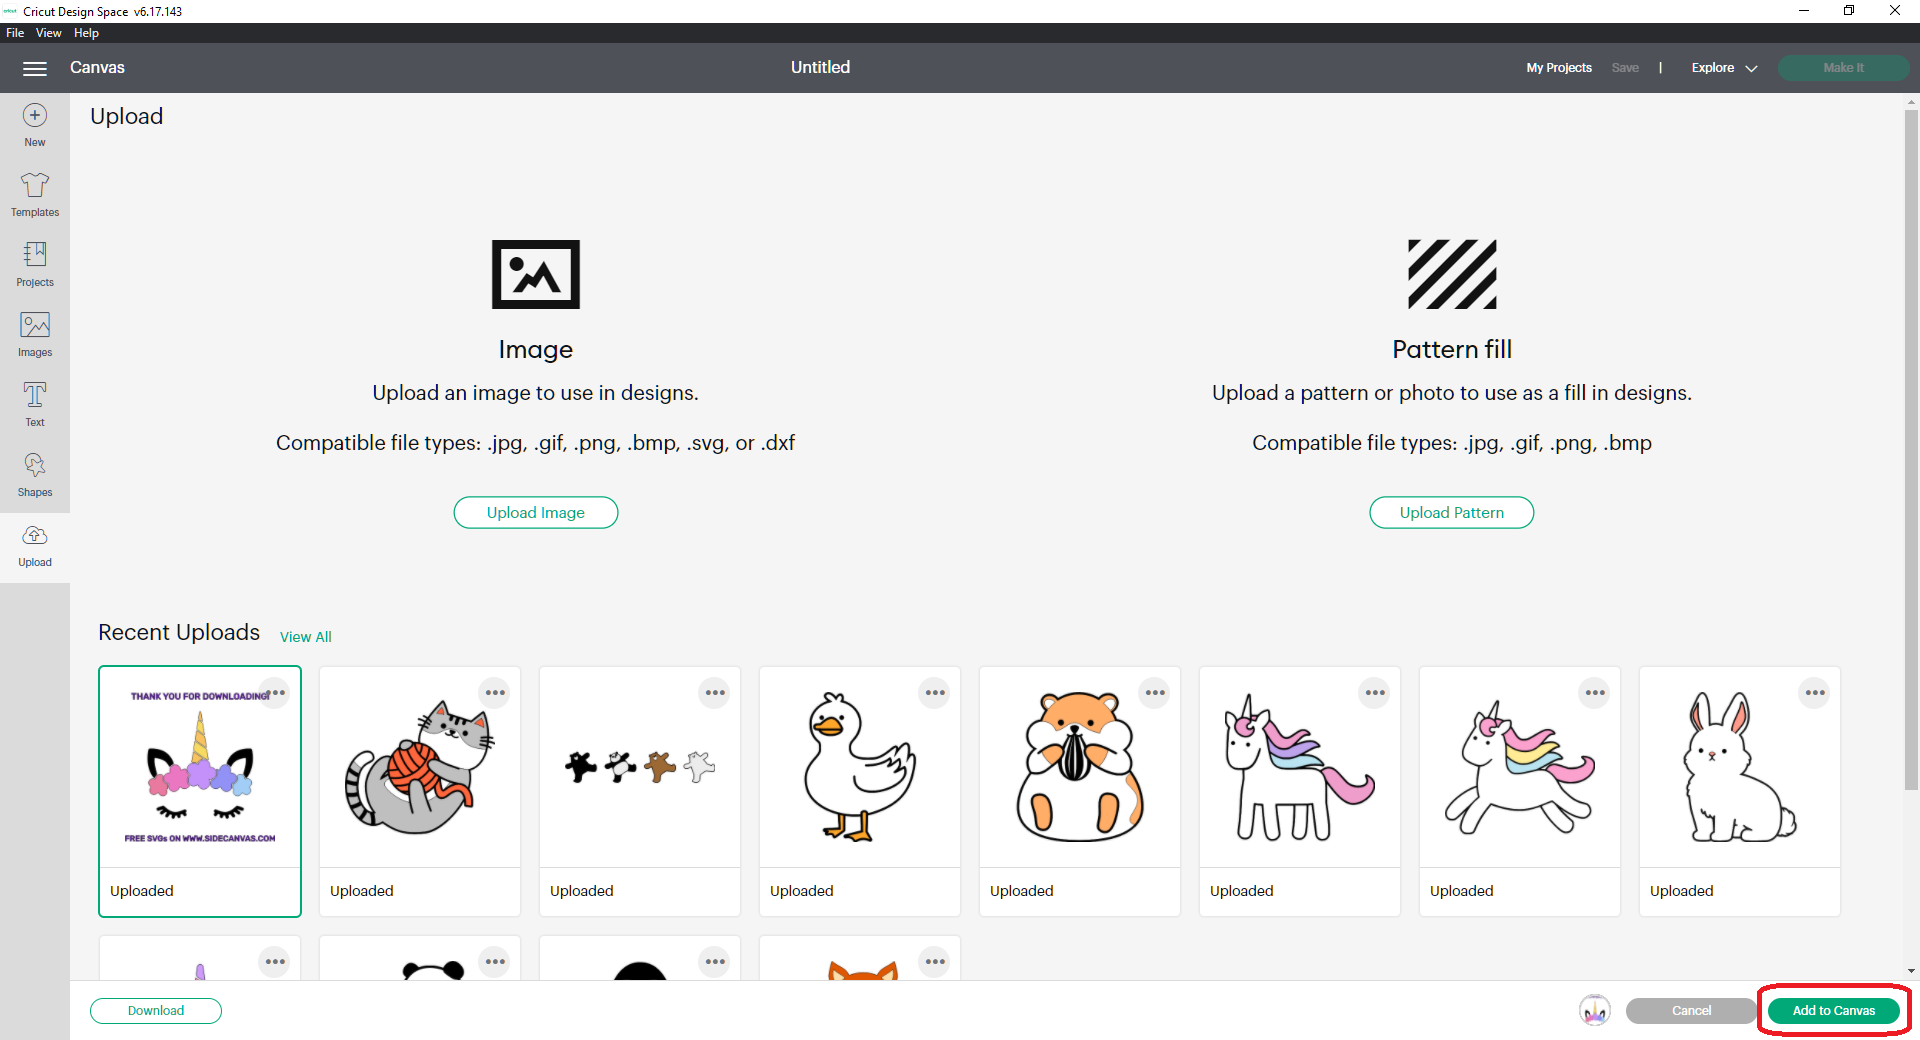 cricut Cricut Design Space v6.17.143
File View Help
Canvas Untitled My Projects Save | Explore Make It
New
Templates
Projects
Images
Text
Shapes
Upload
Upload
Image
Upload an image to use in designs.
Compatible file types: .jpg, .gif, .png, .bmp, .svg, or .dxf
Upload Image
Pattern fill
Upload a pattern or photo to use as a fill in designs.
Compatible file types: .jpg, .gif, .png, .bmp
Upload Pattern
Recent Uploads View All
THANK YOU FOR DOWNLOADING!
FREE SVGs ON WWW.SIDECANVAS.COM
Uploaded
Uploaded
Uploaded
Uploaded
Uploaded
Uploaded
Uploaded
Uploaded
Download Cancel Add to Canvas